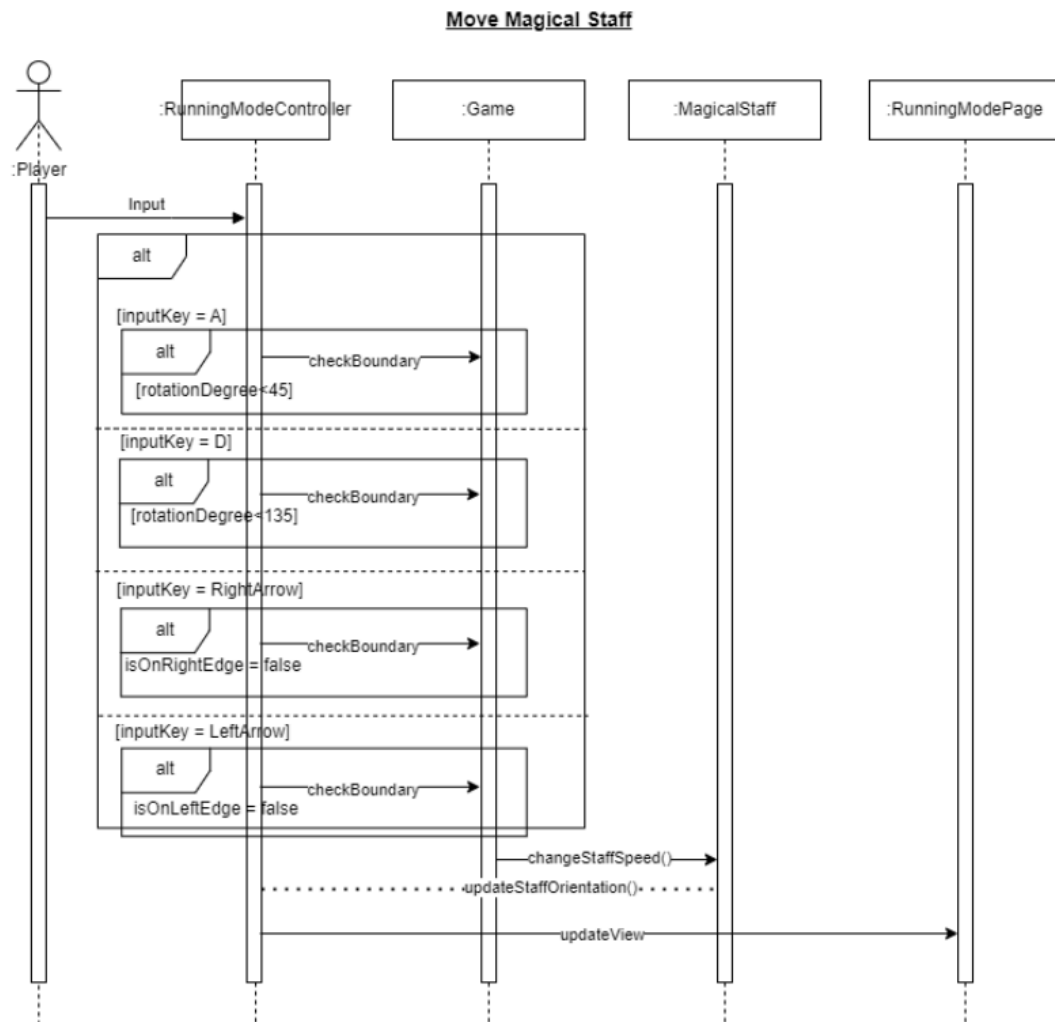 Move Magical Staff
:Player
:RunningModeController
:Game
:MagicalStaff
:RunningModePage
Input
alt
[inputKey = A]
alt
checkBoundary
[rotationDegree<45]
[inputKey = D]
alt
checkBoundary
[rotationDegree<135]
[inputKey = RightArrow]
alt
checkBoundary
isOnRightEdge = false
[inputKey = LeftArrow]
alt
checkBoundary
isOnLeftEdge = false
changeStaffSpeed()
updateStaffOrientation()
updateView